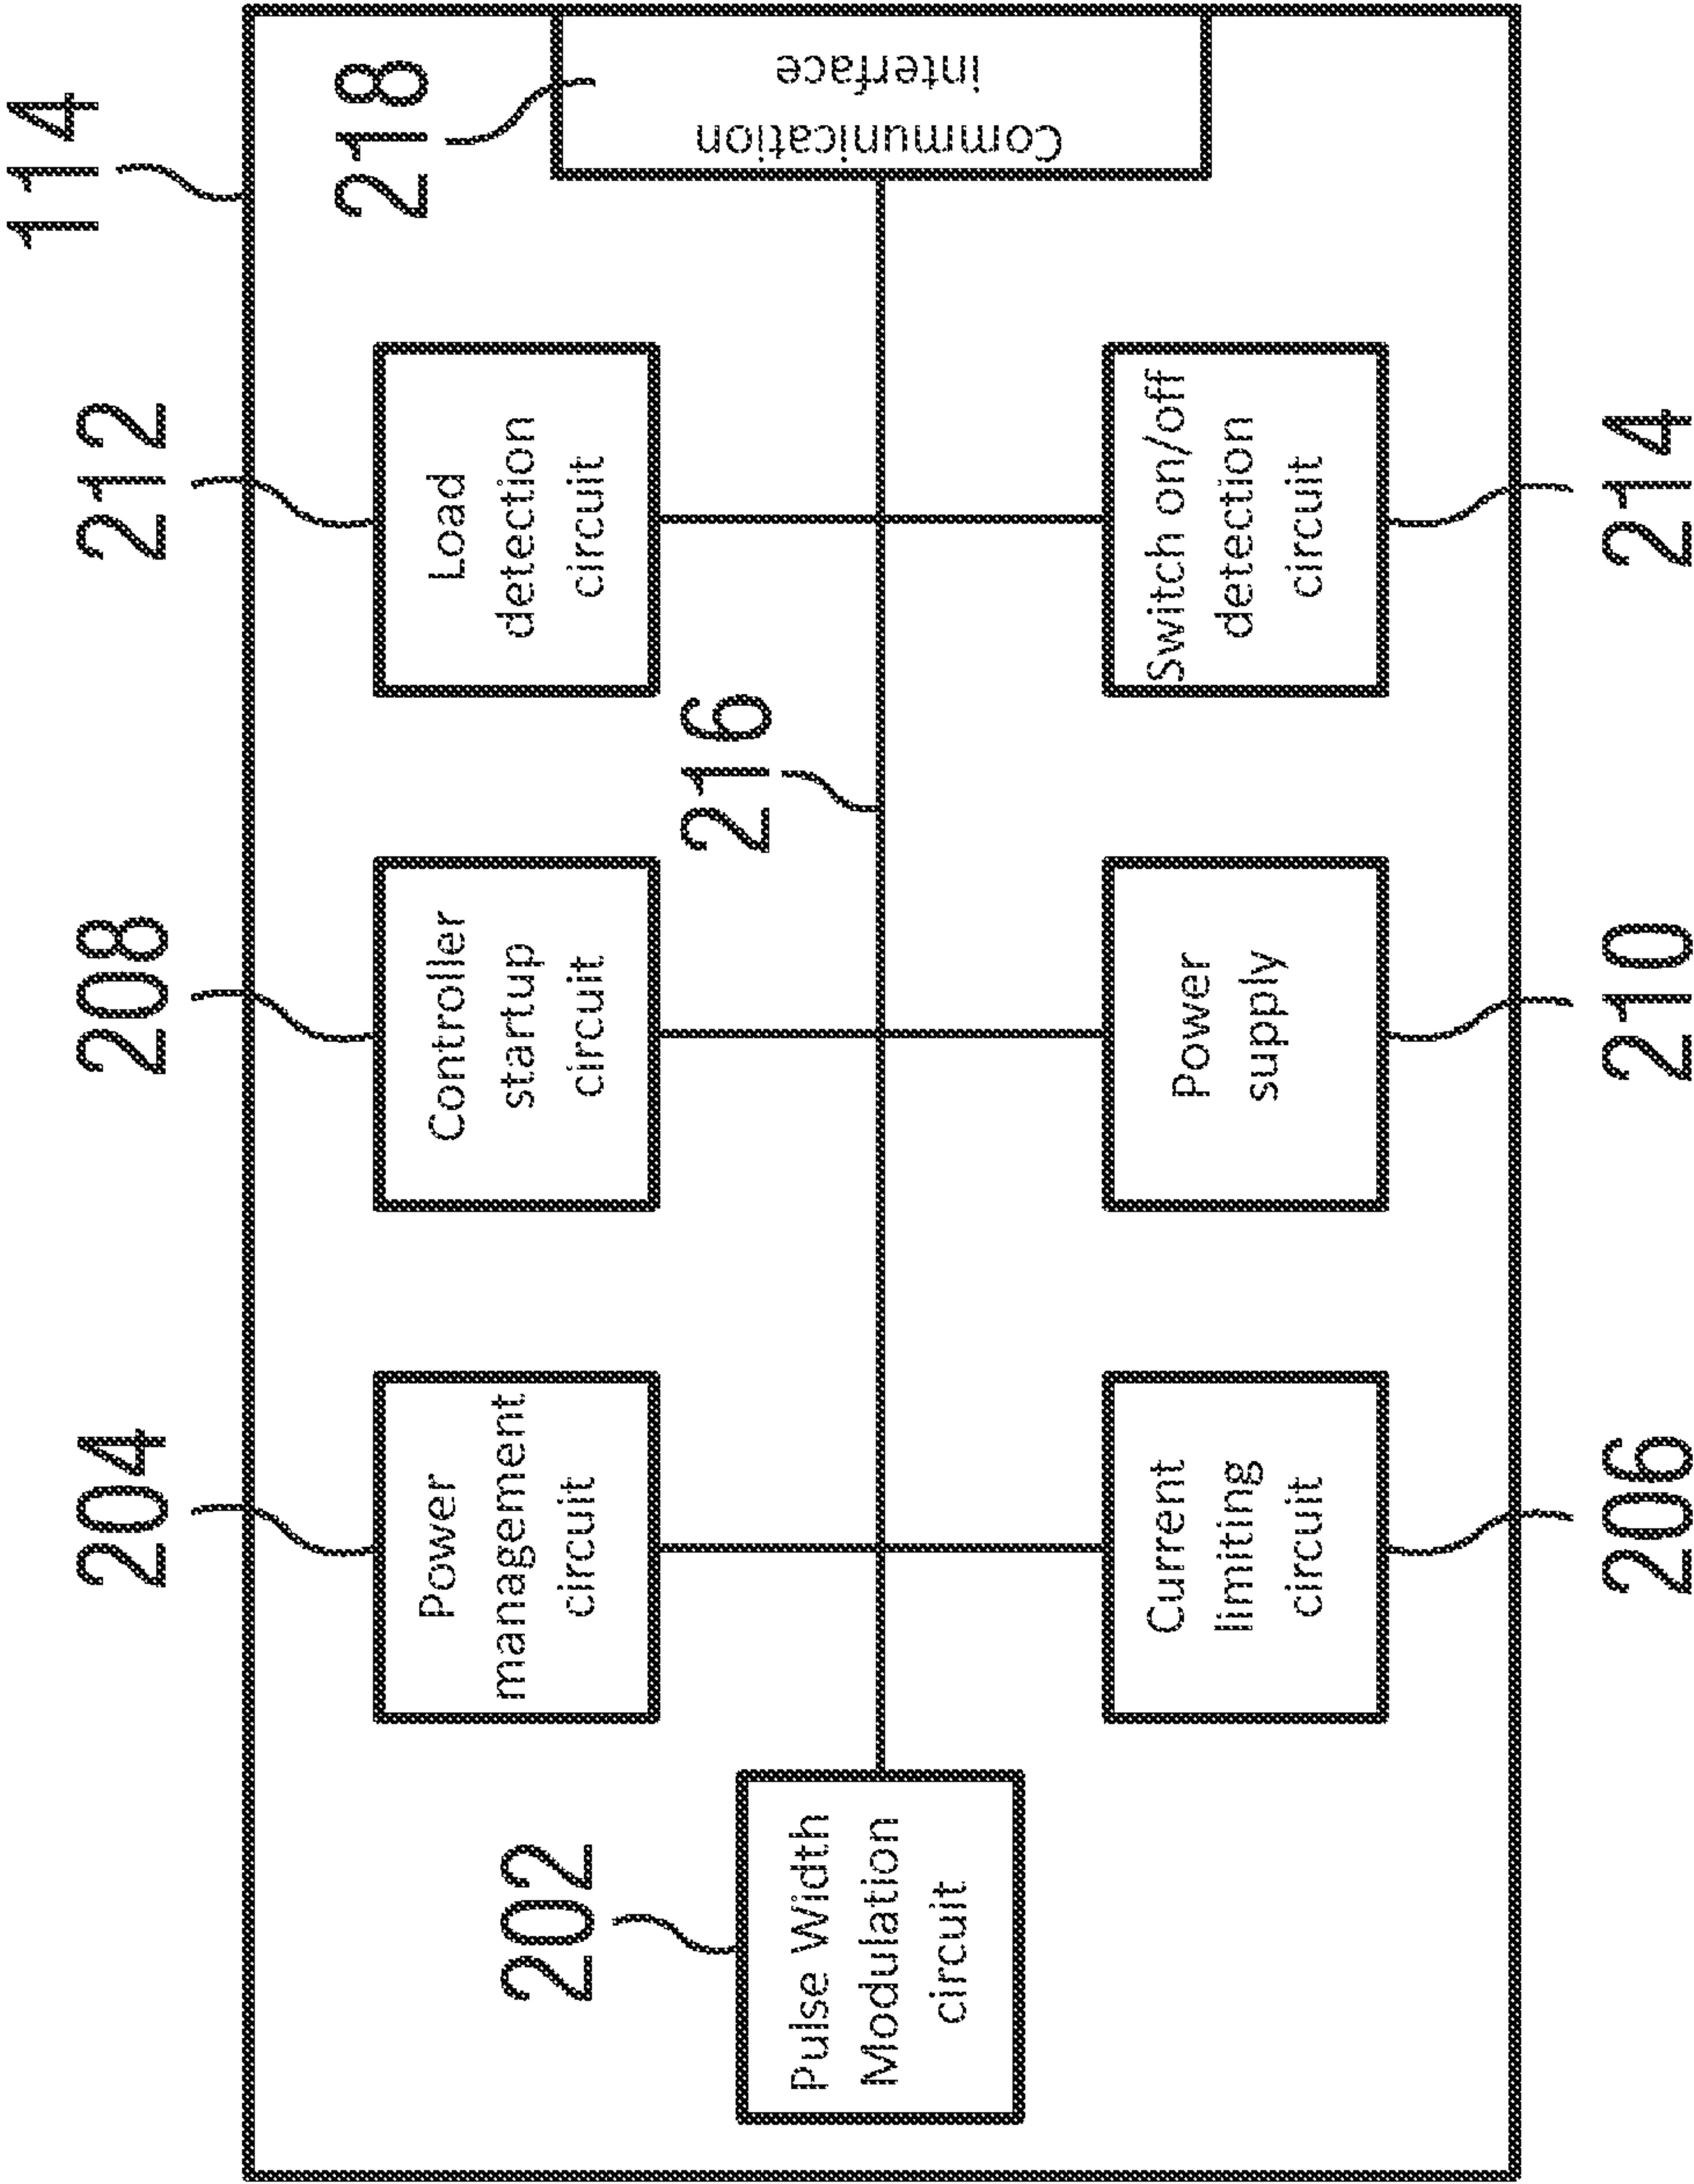 114
204
208
212
218
Power
management
circuit
Controller
startup
circuit
Load
detection
circuit
Communication
interface
202
216
Pulse Width
Modulation
circuit
Current
limiting
circuit
Power
supply
Switch on/off
detection
circuit
206
210
214